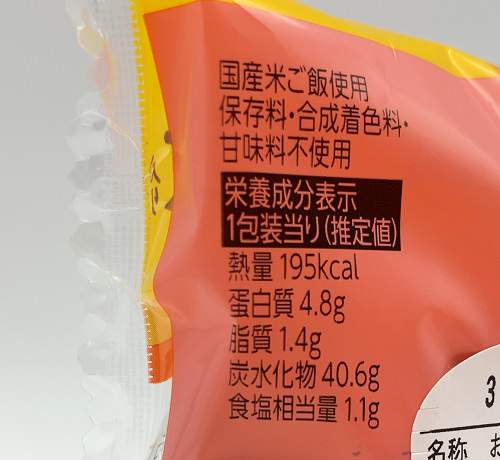 国産米ご飯使用
保存料・合成着色料・
甘味料不使用
栄養成分表示
1包装当り(推定値)
熱量 195kcal
蛋白質 4.8g
脂質 1.4g
炭水化物 40.6g
食塩相当量 1.1g
3
名称 お